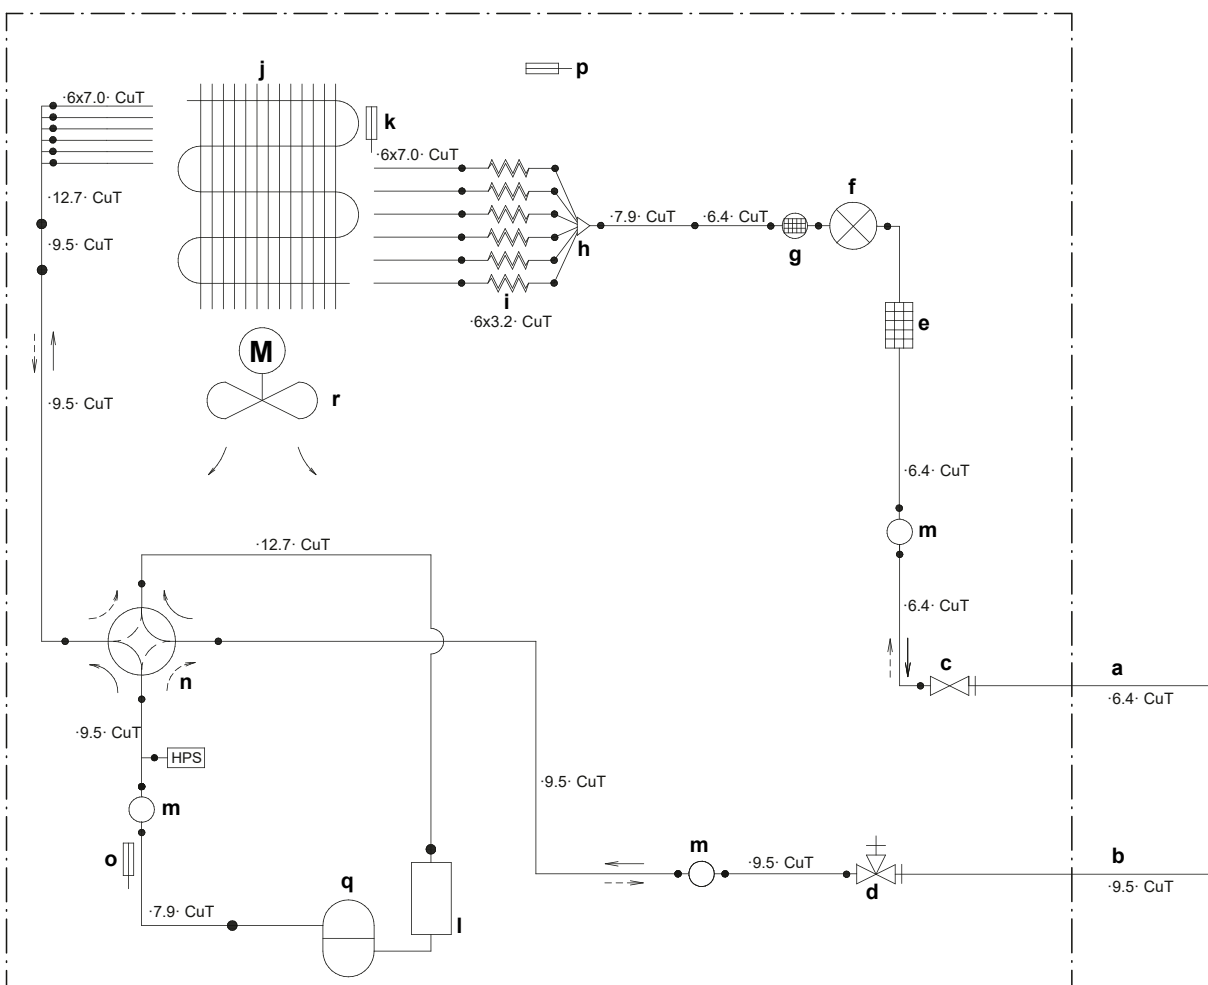 j
p
·6x7.0· CuT
k
·6x7.0· CuT
f
·12.7· CuT
·7.9· CuT
·6.4· CuT
·9.5· CuT
h
g
i
·6x3.2· CuT
e
M
r
·9.5· CuT
·6.4· CuT
m
·12.7· CuT
·6.4· CuT
n
c
a
·6.4· CuT
·9.5· CuT
HPS
·9.5· CuT
m
o
m
·9.5· CuT
b
d
·9.5· CuT
q
·7.9· CuT
l